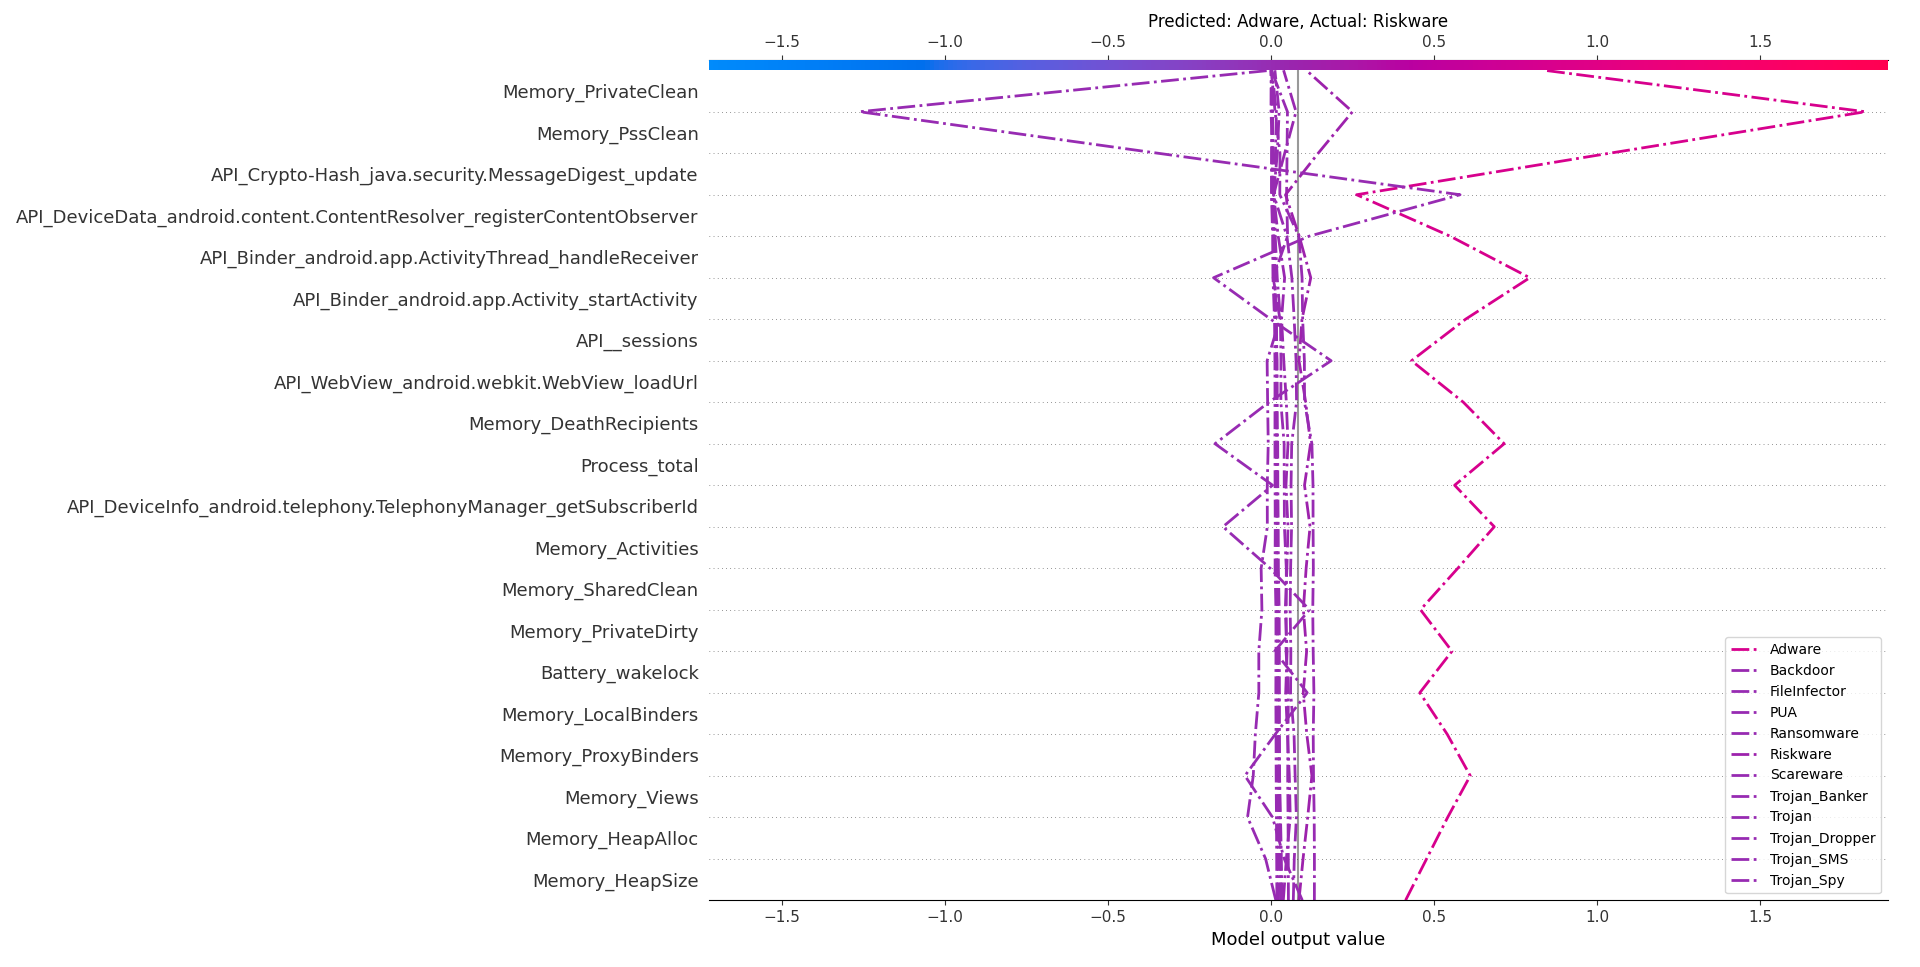 Predicted: Adware, Actual: Riskware
−1.5 −1.0 −0.5 0.0 0.5 1.0 1.5
Memory_PrivateClean
Memory_PssClean
API_Crypto-Hash_java.security.MessageDigest_update
API_DeviceData_android.content.ContentResolver_registerContentObserver
API_Binder_android.app.ActivityThread_handleReceiver
API_Binder_android.app.Activity_startActivity
API__sessions
API_WebView_android.webkit.WebView_loadUrl
Memory_DeathRecipients
Process_total
API_DeviceInfo_android.telephony.TelephonyManager_getSubscriberId
Memory_Activities
Memory_SharedClean
Memory_PrivateDirty
Battery_wakelock
Memory_LocalBinders
Memory_ProxyBinders
Memory_Views
Memory_HeapAlloc
Memory_HeapSize
Adware
Backdoor
FileInfector
PUA
Ransomware
Riskware
Scareware
Trojan_Banker
Trojan
Trojan_Dropper
Trojan_SMS
Trojan_Spy
−1.5 −1.0 −0.5 0.0 0.5 1.0 1.5
Model output value